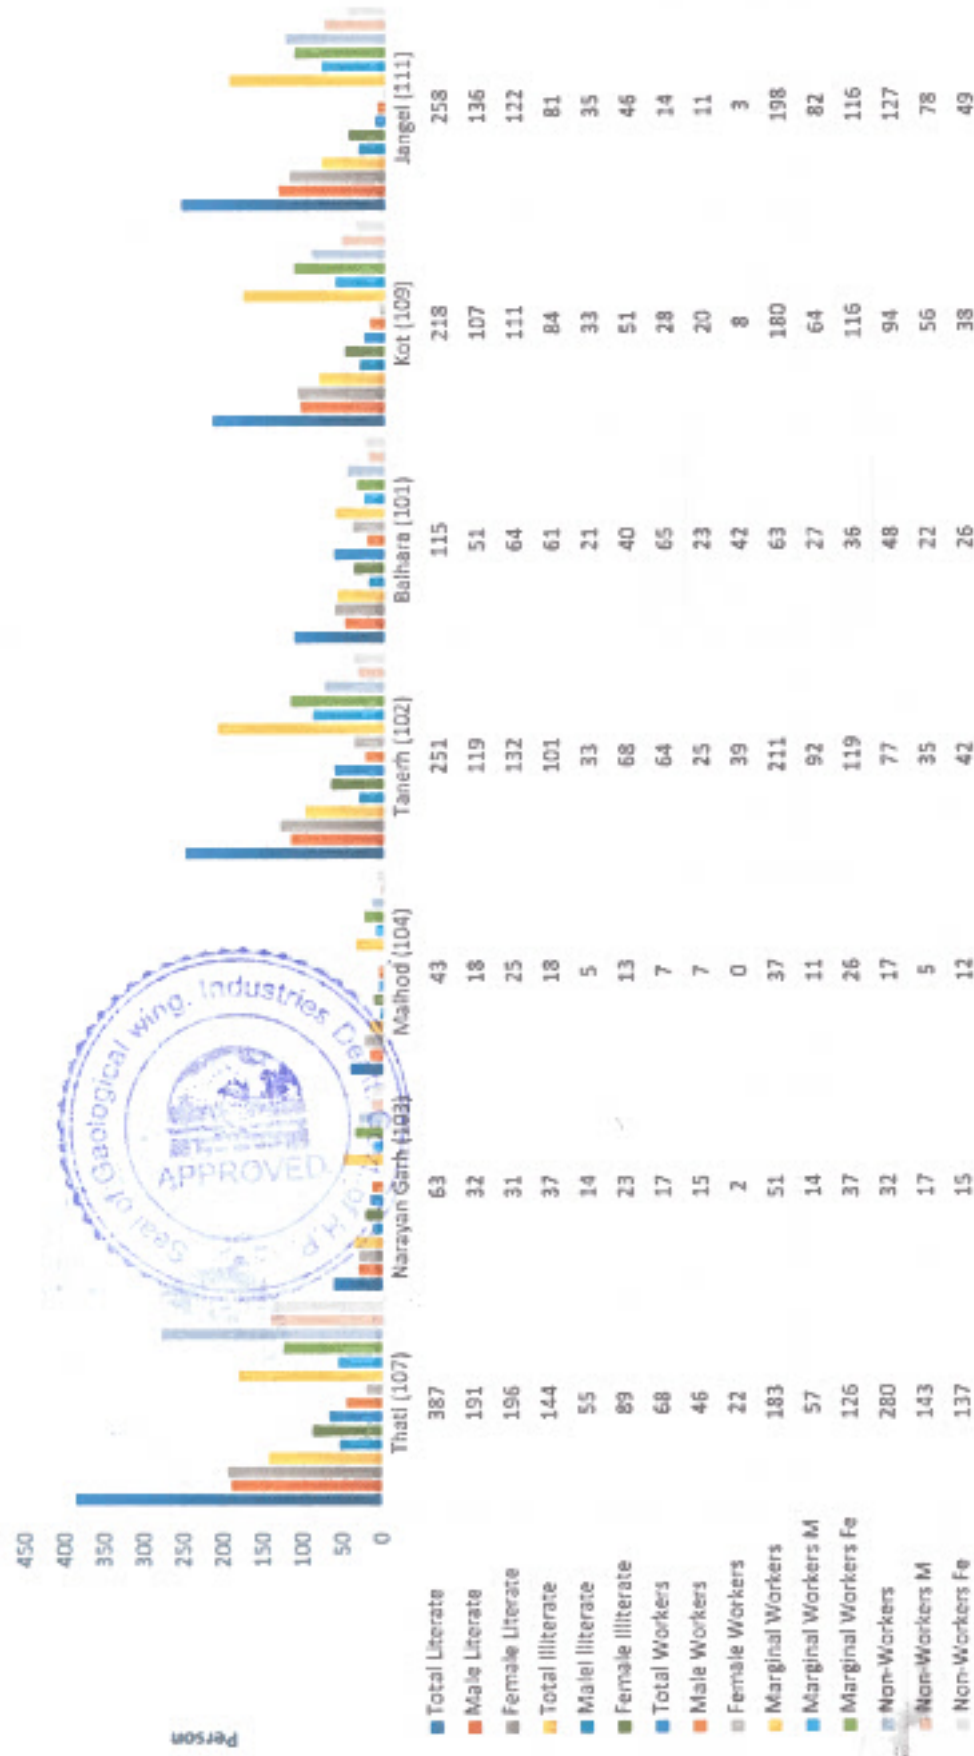 Person
450
400
350
300
250
200
150
100
50
0
Thati (107) Narayan Garh (103) Malhod (104) Tanerh (102) Balhara (101) Kot (109) Jangel (111)
Total Literate 387 63 43 251 115 218 258
Male Literate 191 32 18 119 51 107 136
Female Literate 196 31 25 132 64 111 122
Total Illiterate 144 37 18 101 61 84 81
Malel Illiterate 55 14 5 33 21 33 35
Female Illiterate 89 23 13 68 40 51 46
Total Workers 68 17 7 64 65 28 14
Male Workers 46 15 7 25 23 20 11
Female Workers 22 2 0 39 42 8 3
Marginal Workers 183 51 37 211 63 180 198
Marginal Workers M 57 14 11 92 27 64 82
Marginal Workers Fe 126 37 26 119 36 116 116
Non-Workers 280 32 17 77 48 94 127
Non-Workers M 143 17 5 35 22 56 78
Non-Workers Fe 137 15 12 42 26 38 49
Seal of Geological wing. Industries
H.P.
APPROVED